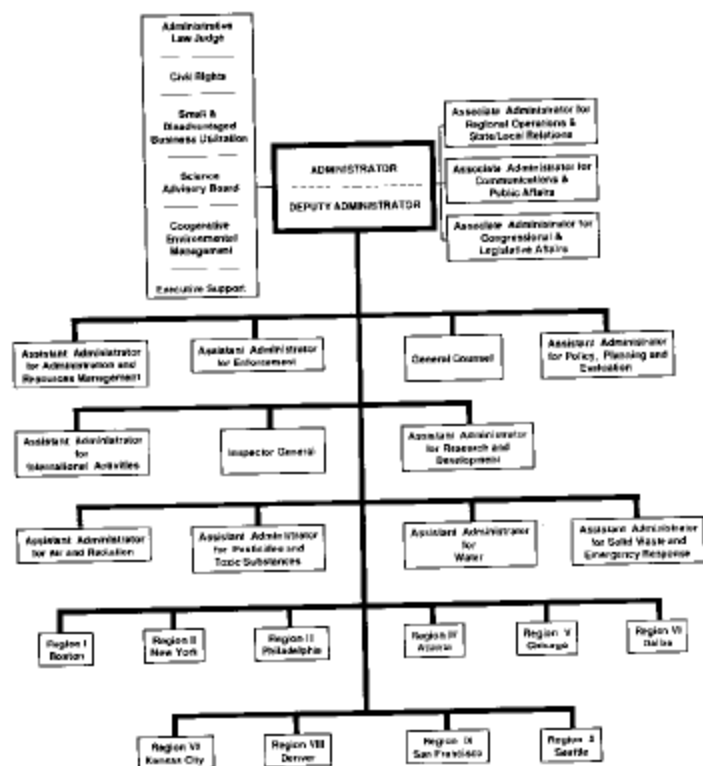 Administrative
Law Judge
Civil Rights
Small &
Disadvantaged
Business Utilization
Science
Advisory Board
Cooperative
Environmental
Management
Executive Support
ADMINISTRATOR
DEPUTY ADMINISTRATOR
Associate Administrator for
Regional Operations &
State/Local Relations
Associate Administrator for
Communications &
Public Affairs
Associate Administrator for
Congressional &
Legislative Affairs
Assistant Administrator
for Administration and
Resources Management
Assistant Administrator
for Enforcement
General Counsel
Assistant Administrator
for Policy, Planning and
Evaluation
Assistant Administrator
for
International Activities
Inspector General
Assistant Administrator
for Research and
Development
Assistant Administrator
for Air and Radiation
Assistant Administrator
for Pesticides and
Toxic Substances
Assistant Administrator
for
Water
Assistant Administrator
for Solid Waste and
Emergency Response
Region I
Boston
Region II
New York
Region II
Philadelphia
Region IV
Atlanta
Region V
Chicago
Region VI
Dallas
Region VII
Kansas City
Region VIII
Denver
Region IX
San Francisco
Region X
Seattle